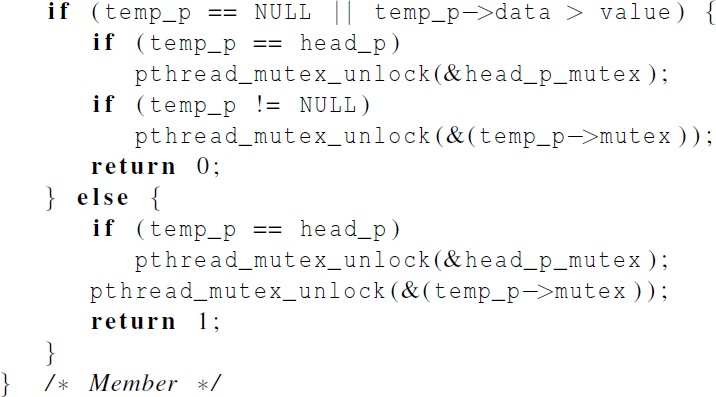 if (temp_p == NULL || temp_p->data > value) {
if (temp_p == head_p)
pthread_mutex_unlock(&head_p_mutex);
if (temp_p != NULL)
pthread_mutex_unlock(&(temp_p->mutex));
return 0;
} else {
if (temp_p == head_p)
pthread_mutex_unlock(&head_p_mutex);
pthread_mutex_unlock(&(temp_p->mutex));
return 1;
}
} /* Member */